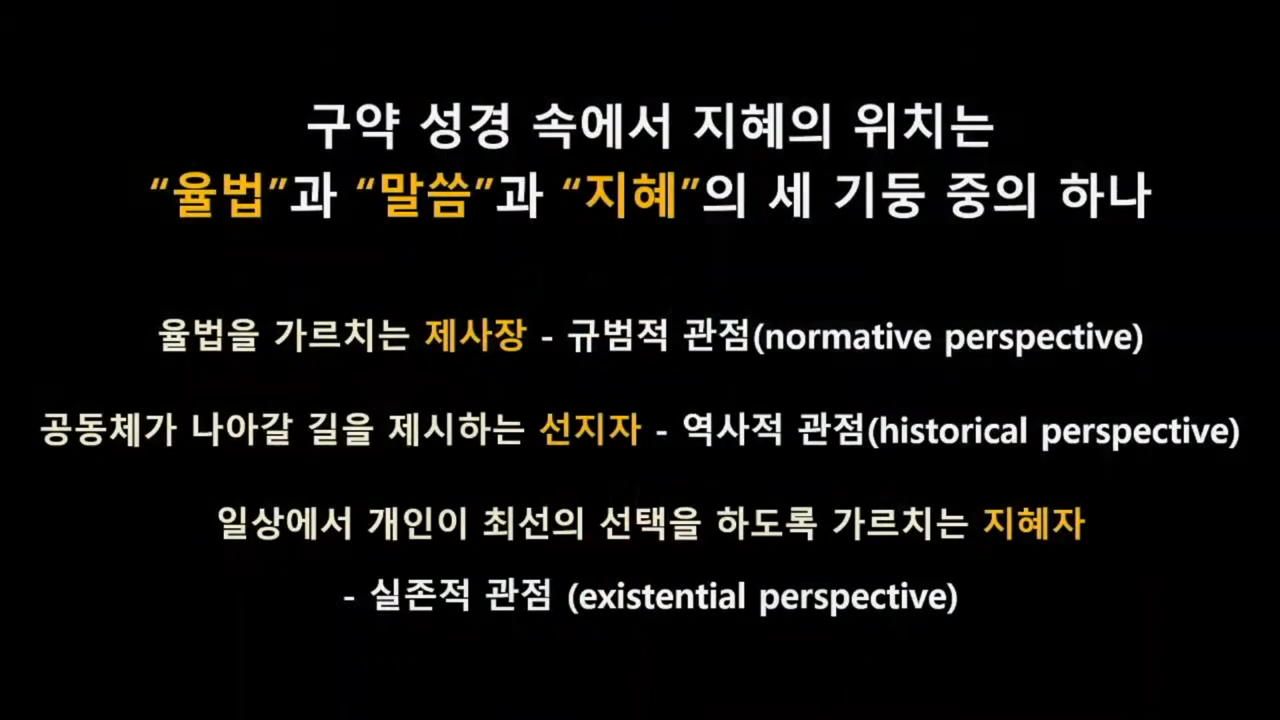 구약 성경 속에서 지혜의 위치는
“율법”과 “말씀”과 “지혜”의 세 기둥 중의 하나
율법을 가르치는 제사장 - 규범적 관점(normative perspective)
공동체가 나아갈 길을 제시하는 선지자 - 역사적 관점(historical perspective)
일상에서 개인이 최선의 선택을 하도록 가르치는 지혜자
- 실존적 관점 (existential perspective)